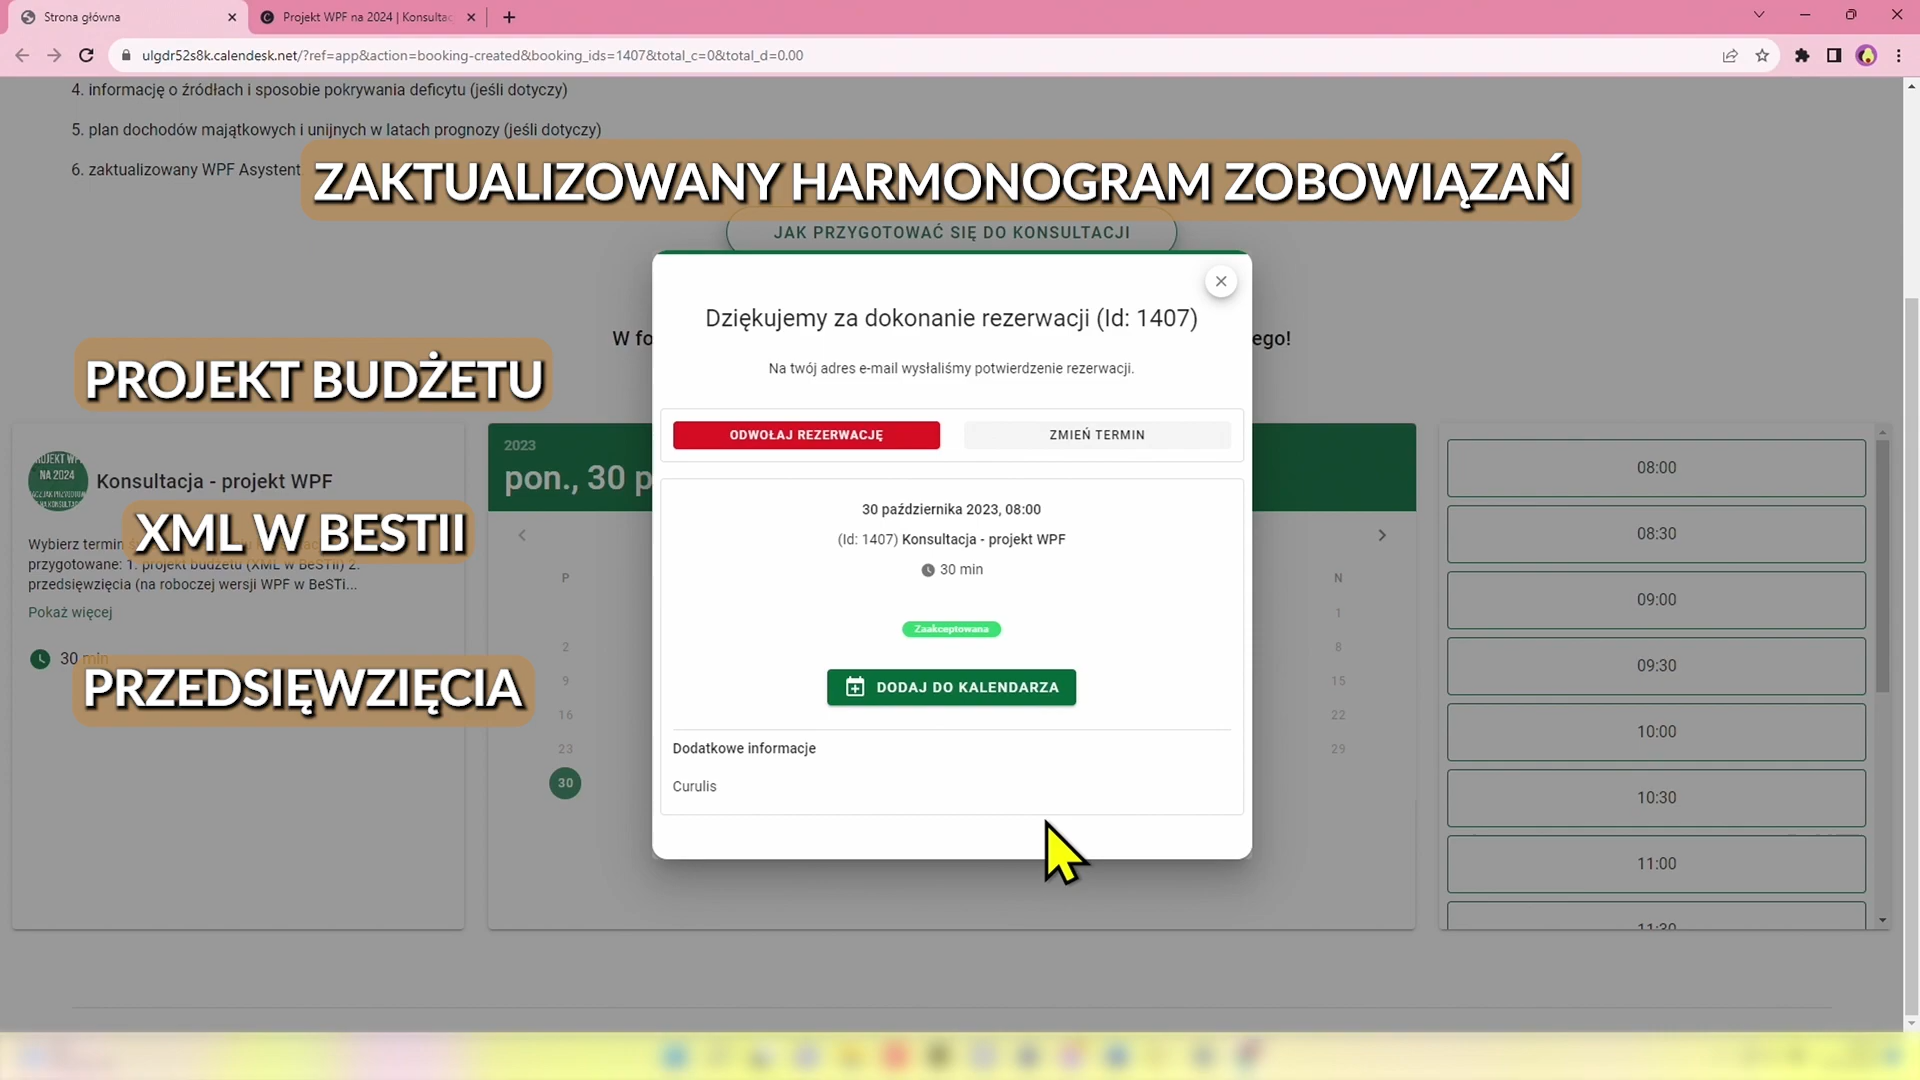 Strona główna
Projekt WPF na 2024 | Konsultac
ulgdr52s8k.calendesk.net/?ref=app&action=booking-created&booking_ids=1407&total_c=0&total_d=0.00
4. informację o źródłach i sposobie pokrywania deficytu (jeśli dotyczy)
5. plan dochodów majątkowych i unijnych w latach prognozy (jeśli dotyczy)
6. zaktualizowany WPF Asystent
ZAKTUALIZOWANY HARMONOGRAM ZOBOWIĄZAŃ
JAK PRZYGOTOWAĆ SIĘ DO KONSULTACJI
Dziękujemy za dokonanie rezerwacji (Id: 1407)
W fo
ego!
Na twój adres e-mail wysłaliśmy potwierdzenie rezerwacji.
PROJEKT BUDŻETU
ODWOŁAJ REZERWACJĘ
ZMIEŃ TERMIN
NA 2024
Konsultacja - projekt WPF
XML W BESTII
Wybierz termin
przygotowane: 1. projekt budżetu (XML w BeSTii) 2.
przedsięwzięcia (na roboczej wersji WPF w BeSTi...
Pokaż więcej
30 min
PRZEDSIĘWZIĘCIA
2023
pon., 30 p
P
N
1
2
8
9
15
16
22
23
29
30
30 października 2023, 08:00
(Id: 1407) Konsultacja - projekt WPF
30 min
Zaakceptowana
DODAJ DO KALENDARZA
Dodatkowe informacje
Curulis
08:00
08:30
09:00
09:30
10:00
10:30
11:00
11:30